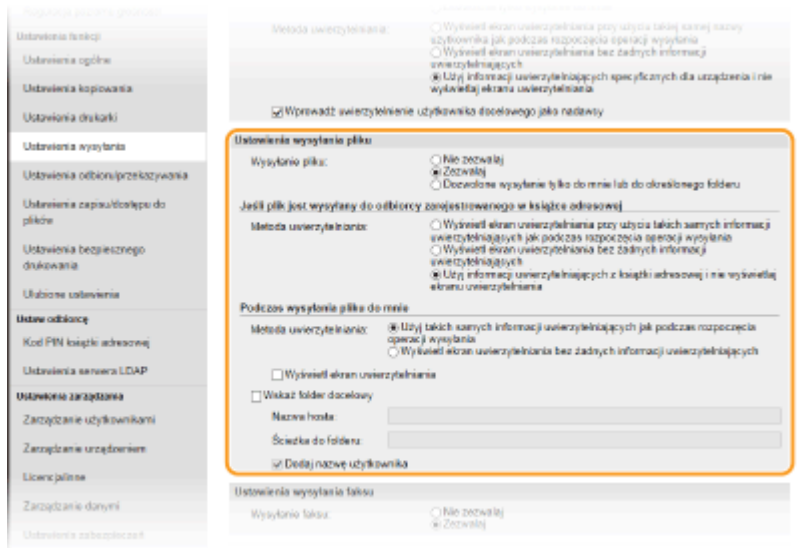 Ustawienia funkcji
Ustawienia ogólne
Ustawienia kopiowania
Ustawienia drukarki
Ustawienia wysyłania
Ustawienia odbioru/przekazywania
Ustawienia zapisu/dostępu do
plików
Ustawienia bezpiecznego
drukowania
Ulubione ustawienia
Ustaw odbiorcę
Kod PIN książki adresowej
Ustawienia serwera LDAP
Ustawienia zarządzania
Zarządzanie użytkownikami
Zarządzanie urządzeniem
Licencja/inne
Zarządzanie danymi
Ustawienia zabezpieczeń
Metoda uwierzytelniania:
Wyświetl ekran uwierzytelniania przy użyciu takiej samej nazwy
użytkownika jak podczas rozpoczęcia operacji wysyłania
Wyświetl ekran uwierzytelniania bez żadnych informacji
uwierzytelniających
Użyj informacji uwierzytelniających specyficznych dla urządzenia i nie
wyświetlaj ekranu uwierzytelniania
Wprowadź uwierzytelnienie użytkownika docelowego jako nadawcy
Ustawienia wysyłania pliku
Wysyłanie pliku:
Nie zezwalaj
Zezwalaj
Dozwolone wysyłanie tylko do mnie lub do określonego folderu
Jeśli plik jest wysyłany do odbiorcy zarejestrowanego w książce adresowej
Metoda uwierzytelniania:
Wyświetl ekran uwierzytelniania przy użyciu takich samych informacji
uwierzytelniających jak podczas rozpoczęcia operacji wysyłania
Wyświetl ekran uwierzytelniania bez żadnych informacji
uwierzytelniających
Użyj informacji uwierzytelniających z książki adresowej i nie wyświetlaj
ekranu uwierzytelniania
Podczas wysyłania pliku do mnie
Metoda uwierzytelniania:
Użyj takich samych informacji uwierzytelniających jak podczas rozpoczęcia
operacji wysyłania
Wyświetl ekran uwierzytelniania bez żadnych informacji uwierzytelniających
Wyświetl ekran uwierzytelniania
Wskaż folder docelowy
Nazwa hosta:
Ścieżka do folderu:
Dodaj nazwę użytkownika
Ustawienia wysyłania faksu
Wysyłanie faksu:
Nie zezwalaj
Zezwalaj